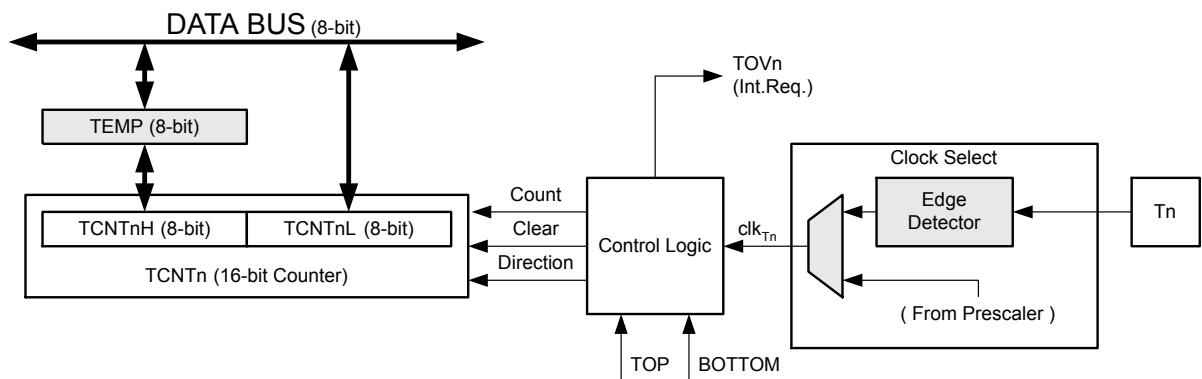 DATA BUS (8-bit)
TOVn
(Int.Req.)
TEMP (8-bit)
Clock Select
Count
Edge
Detector
Tn
TCNTnH (8-bit)
TCNTnL (8-bit)
Clear
Control Logic
clkTn
TCNTn (16-bit Counter)
Direction
( From Prescaler )
TOP
BOTTOM